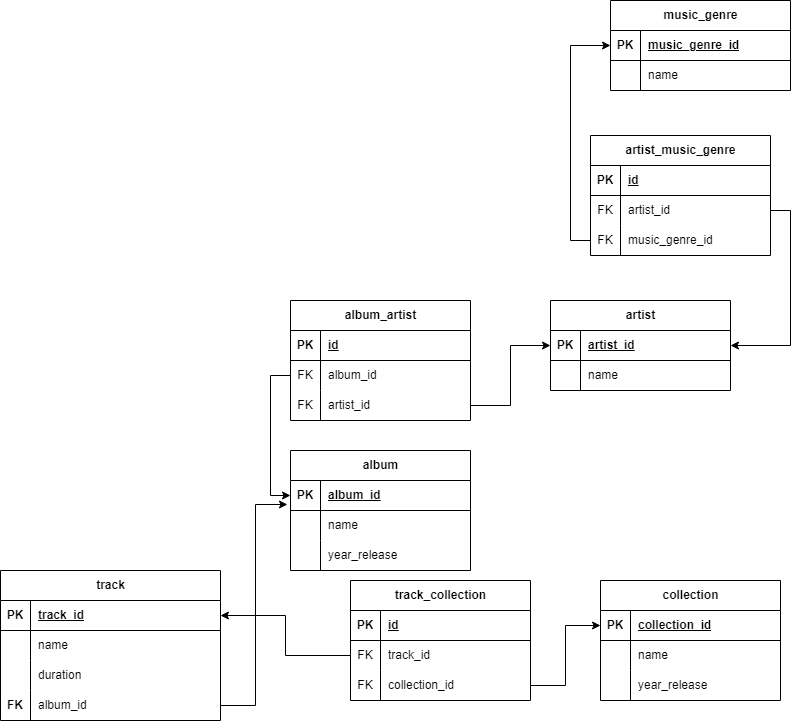 music_genre
PK music_genre_id
name
artist_music_genre
PK id
FK artist_id
FK music_genre_id
album_artist
PK id
FK album_id
FK artist_id
artist
PK artist_id
name
album
PK album_id
name
year_release
track
PK track_id
name
duration
FK album_id
track_collection
PK id
FK track_id
FK collection_id
collection
PK collection_id
name
year_release